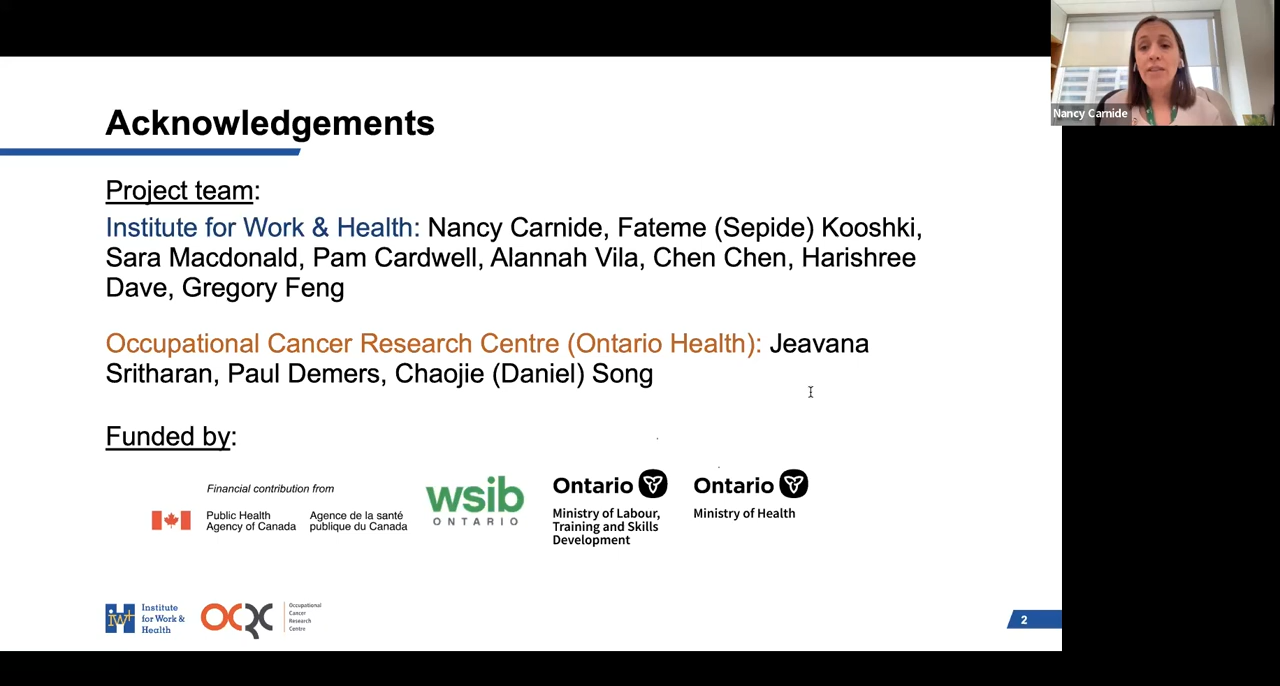 Acknowledgements
Nancy Carnide
Project team:
Institute for Work & Health: Nancy Carnide, Fateme (Sepide) Kooshki,
Sara Macdonald, Pam Cardwell, Alannah Vila, Chen Chen, Harishree
Dave, Gregory Feng
Occupational Cancer Research Centre (Ontario Health): Jeavana
Sritharan, Paul Demers, Chaojie (Daniel) Song
Funded by:
Financial contribution from
Public Health
Agency of Canada
Agence de la santé
publique du Canada
wsib
ONTARIO
Ontario
Ministry of Labour,
Training and Skills
Development
Ontario
Ministry of Health
iw+H
Institute
for Work &
Health
OCRC
Occupational
Cancer
Research
Centre
2